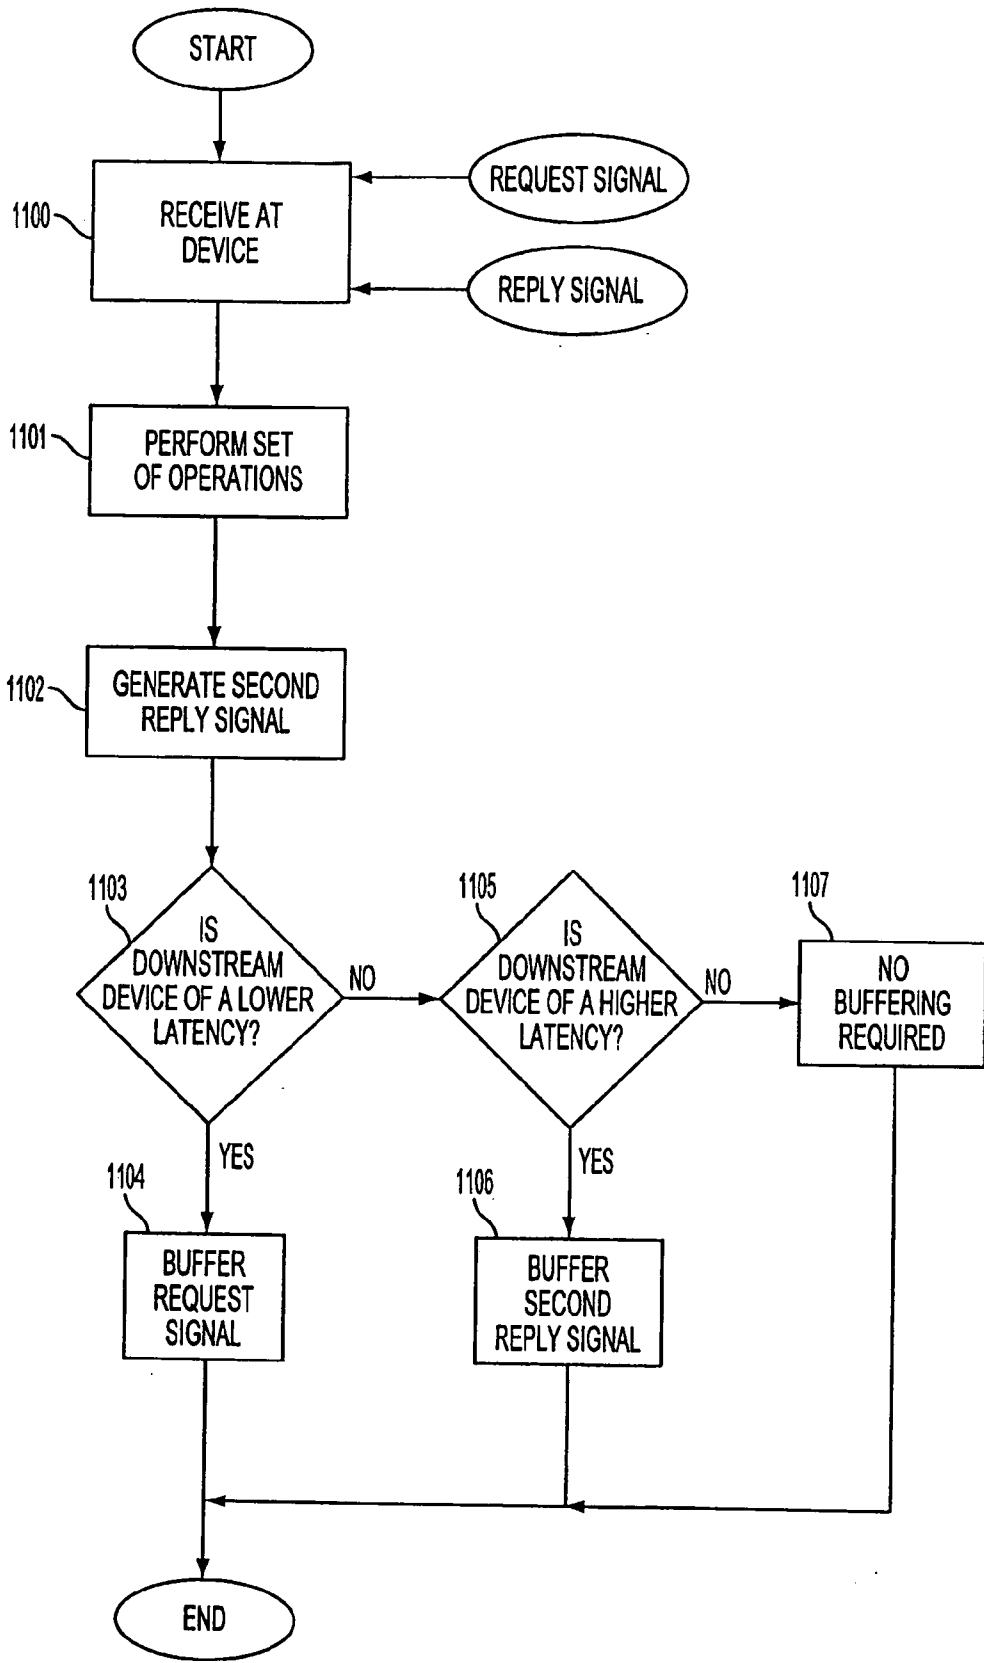 START
REQUEST SIGNAL
1100
RECEIVE AT
DEVICE
REPLY SIGNAL
1101
PERFORM SET
OF OPERATIONS
1102
GENERATE SECOND
REPLY SIGNAL
1103
IS
DOWNSTREAM
DEVICE OF A LOWER
LATENCY?
NO
1105
IS
DOWNSTREAM
DEVICE OF A HIGHER
LATENCY?
NO
1107
NO
BUFFERING
REQUIRED
YES
1104
BUFFER
REQUEST
SIGNAL
YES
1106
BUFFER
SECOND
REPLY SIGNAL
END